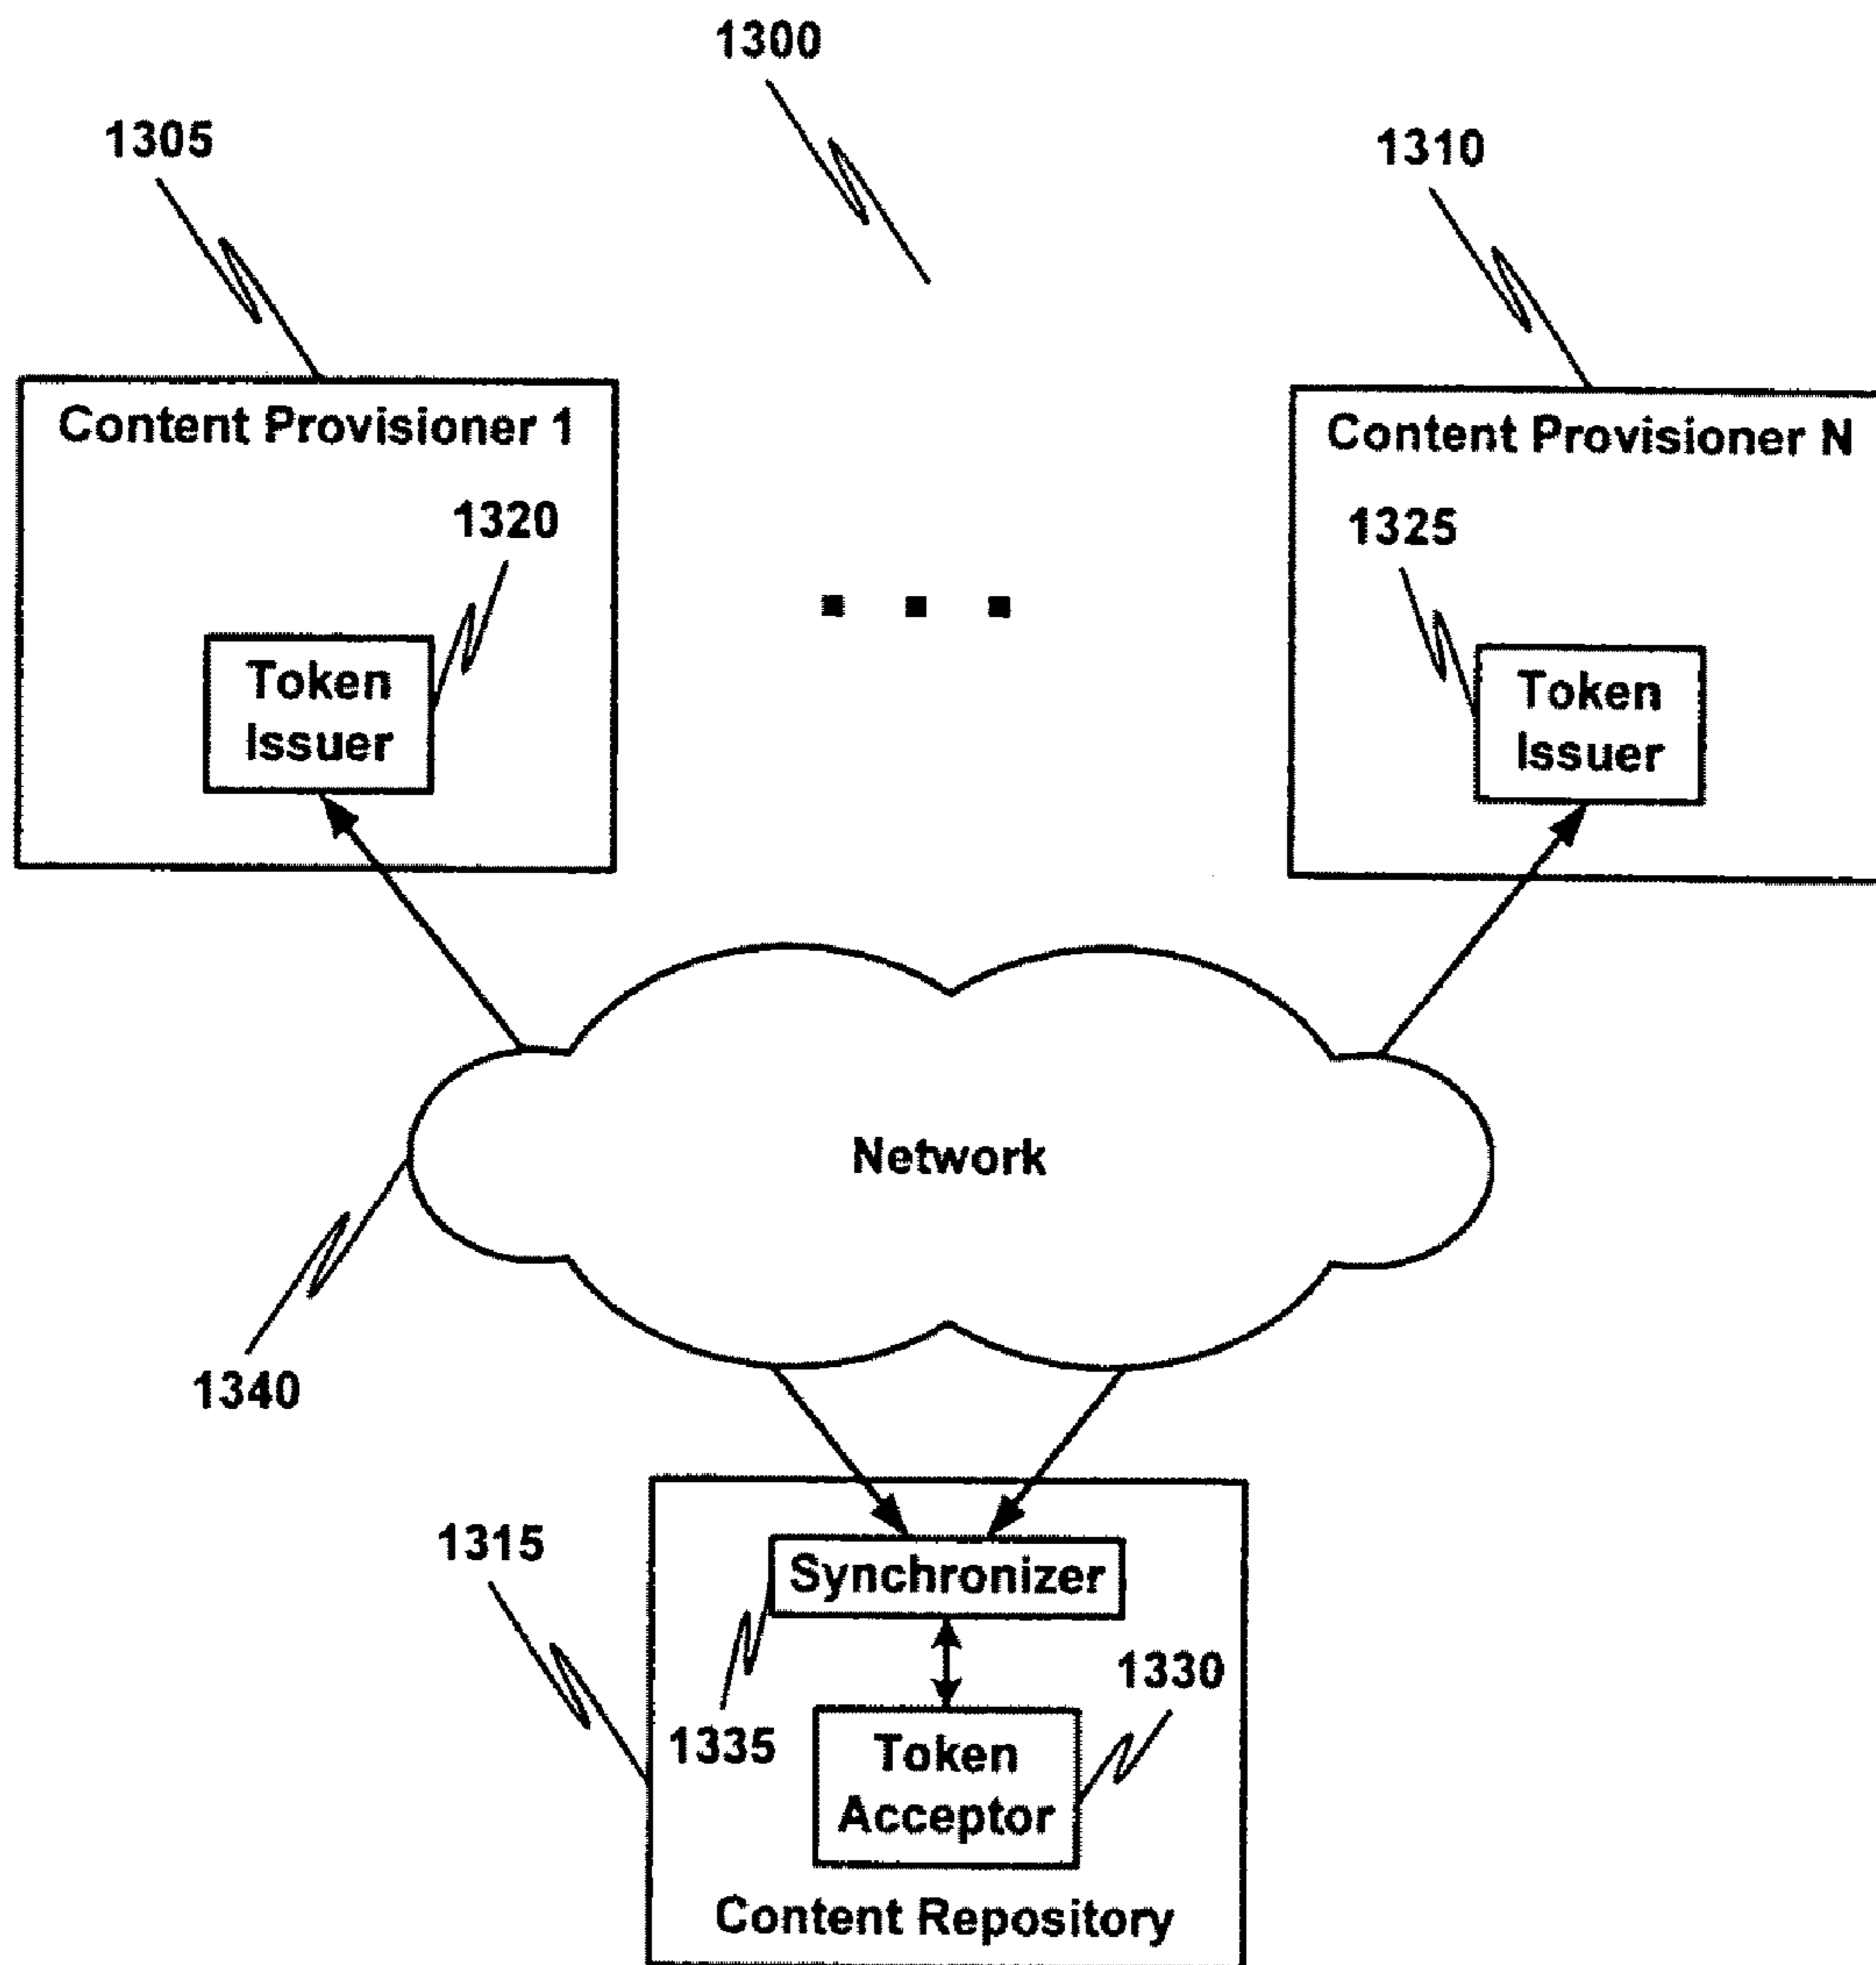 1300
1305
1310
Content Provisioner 1
Content Provisioner N
1320
1325
Token
Issuer
Token
Issuer
Network
1340
1315
Synchronizer
1330
1335
Token
Acceptor
Content Repository